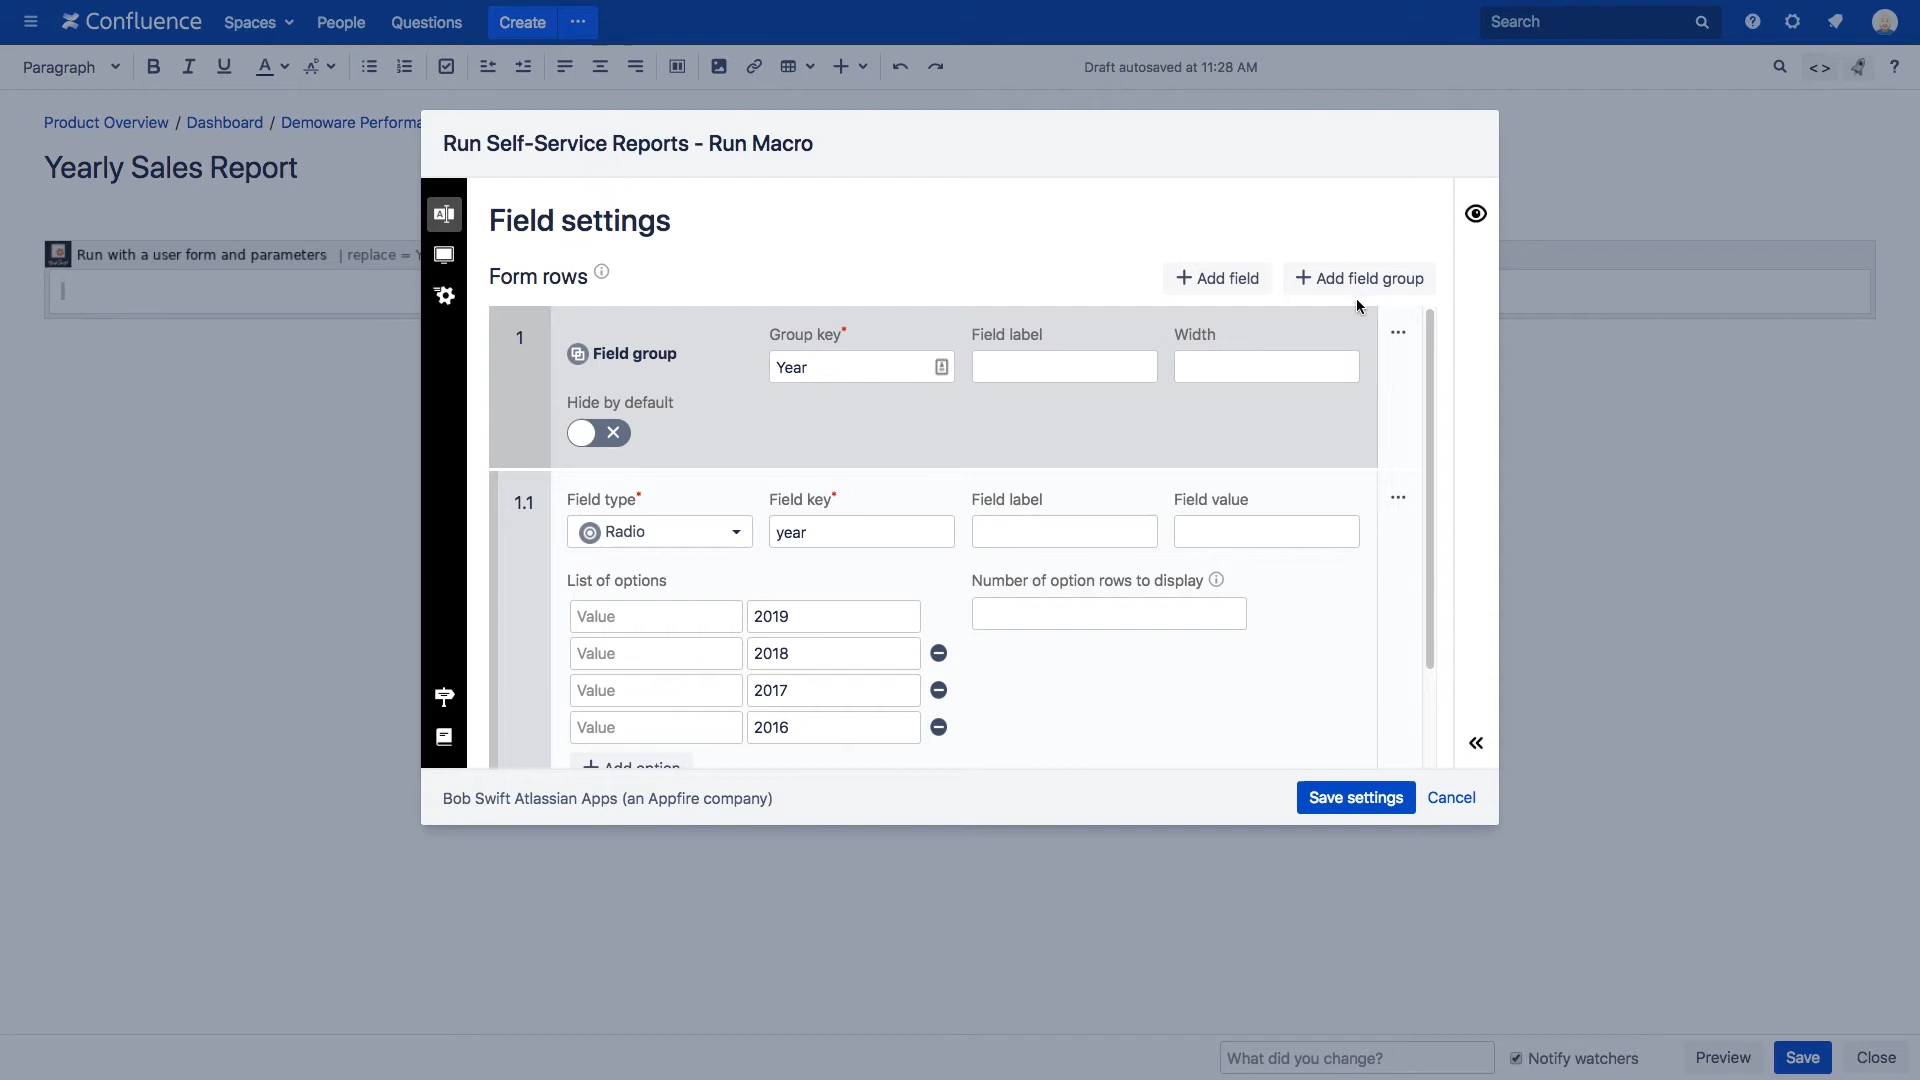 Confluence Spaces People Questions Create ··· Search
Paragraph B I U A Draft autosaved at 11:28 AM < > ?
Product Overview / Dashboard / Demoware Performa
Yearly Sales Report
Run with a user form and parameters | replace = Y
Run Self-Service Reports - Run Macro
Field settings
Form rows
+ Add field + Add field group
1
Field group
Group key* Field label Width
Year
Hide by default
1.1
Field type* Field key* Field label Field value
Radio year
List of options Number of option rows to display
Value 2019
Value 2018
Value 2017
Value 2016
+ Add option
Bob Swift Atlassian Apps (an Appfire company)
Save settings Cancel
What did you change? Notify watchers Preview Save Close